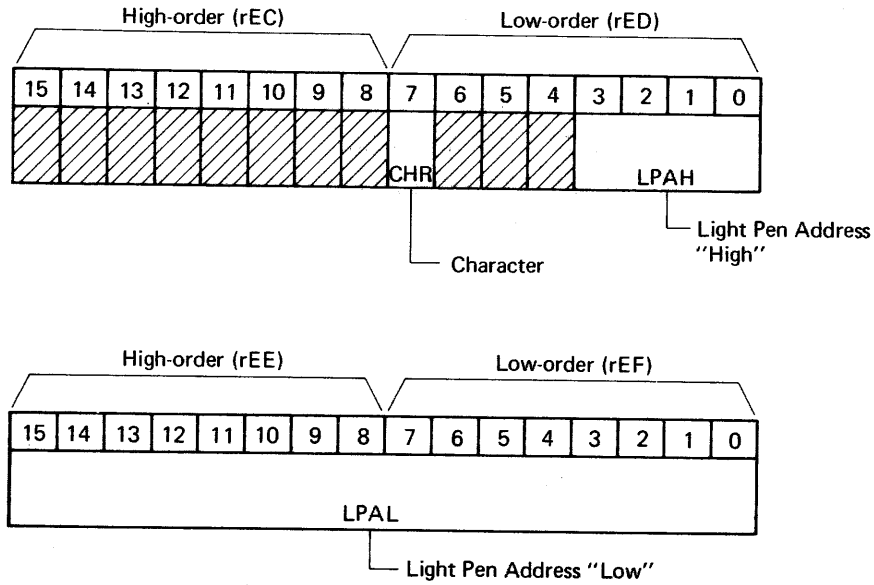 High-order (rEC) Low-order (rED)
15 14 13 12 11 10 9 8 7 6 5 4 3 2 1 0
CHR LPAH
Light Pen Address
"High"
Character
High-order (rEE) Low-order (rEF)
15 14 13 12 11 10 9 8 7 6 5 4 3 2 1 0
LPAL
Light Pen Address "Low"